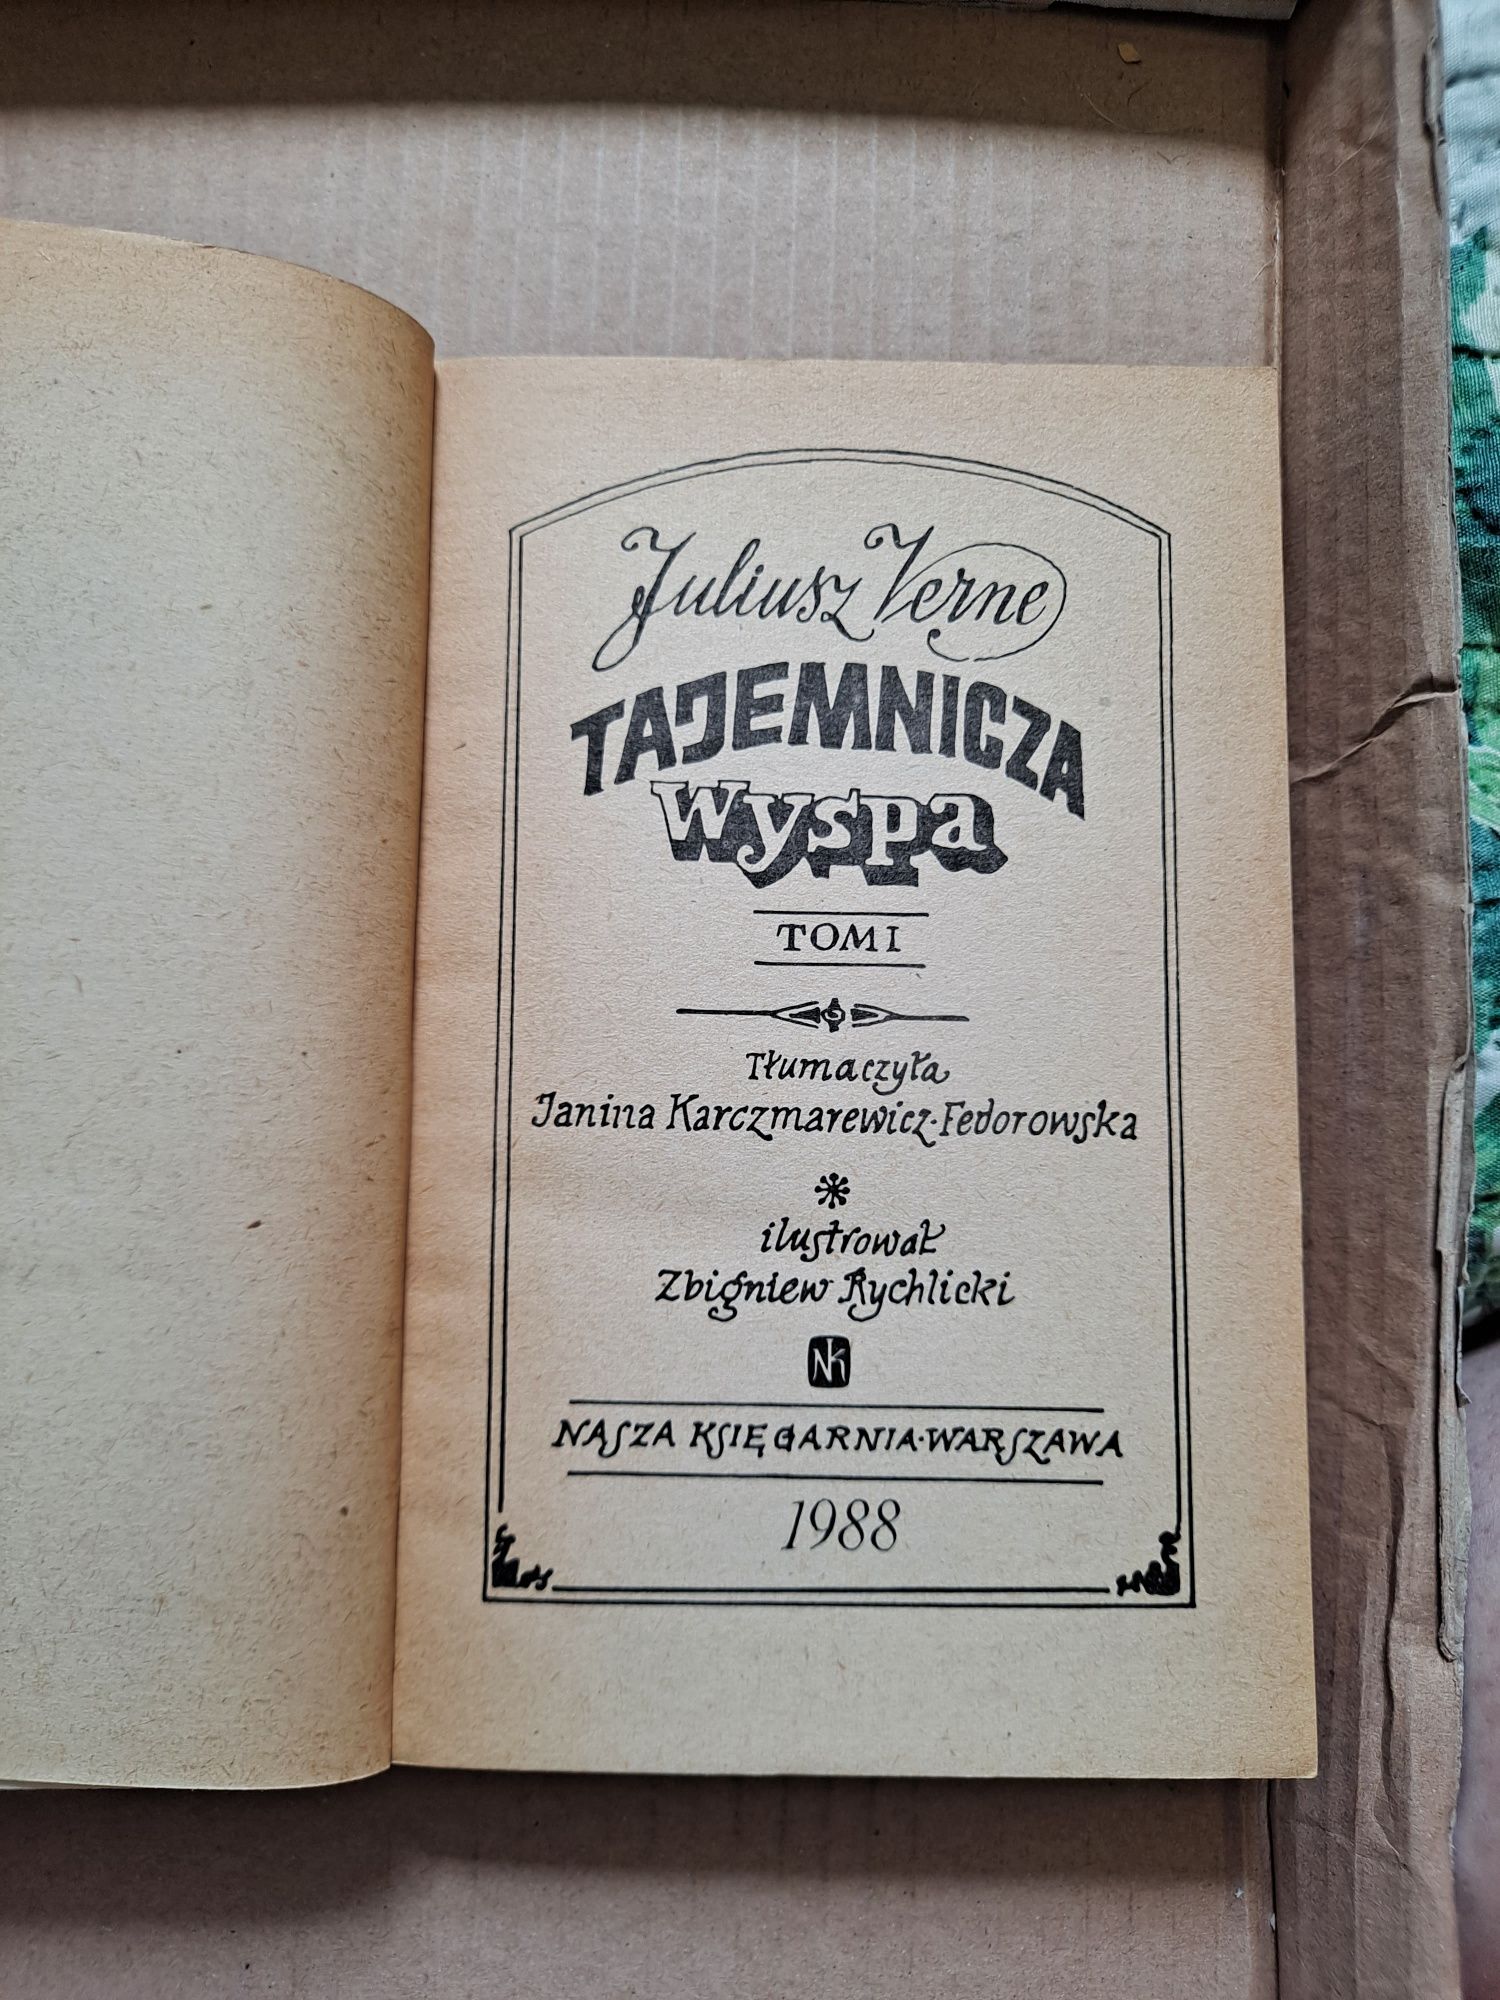 Juliusz Verne
TAJEMNICZA
Wyspa
TOM I
Tłumaczyła
Janina Karczmarewicz-Fedorowska
ilustrował
Zbigniew Rychlicki
NK
NASZA KSIĘGARNIA·WARSZAWA
1988